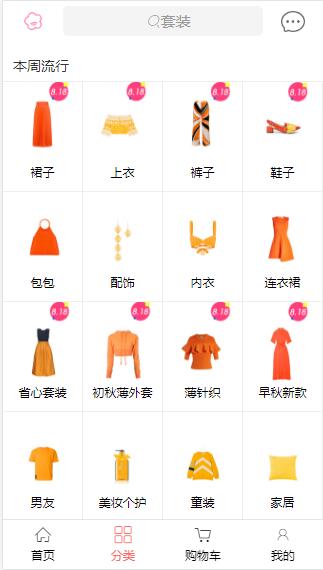 套装
本周流行
8.18 8.18 8.18 8.18
裙子 上衣 裤子 鞋子
包包 配饰 内衣 连衣裙
8.18 8.18 8.18 8.18
省心套装 初秋薄外套 薄针织 早秋新款
男友 美妆个护 童装 家居
首页 分类 购物车 我的